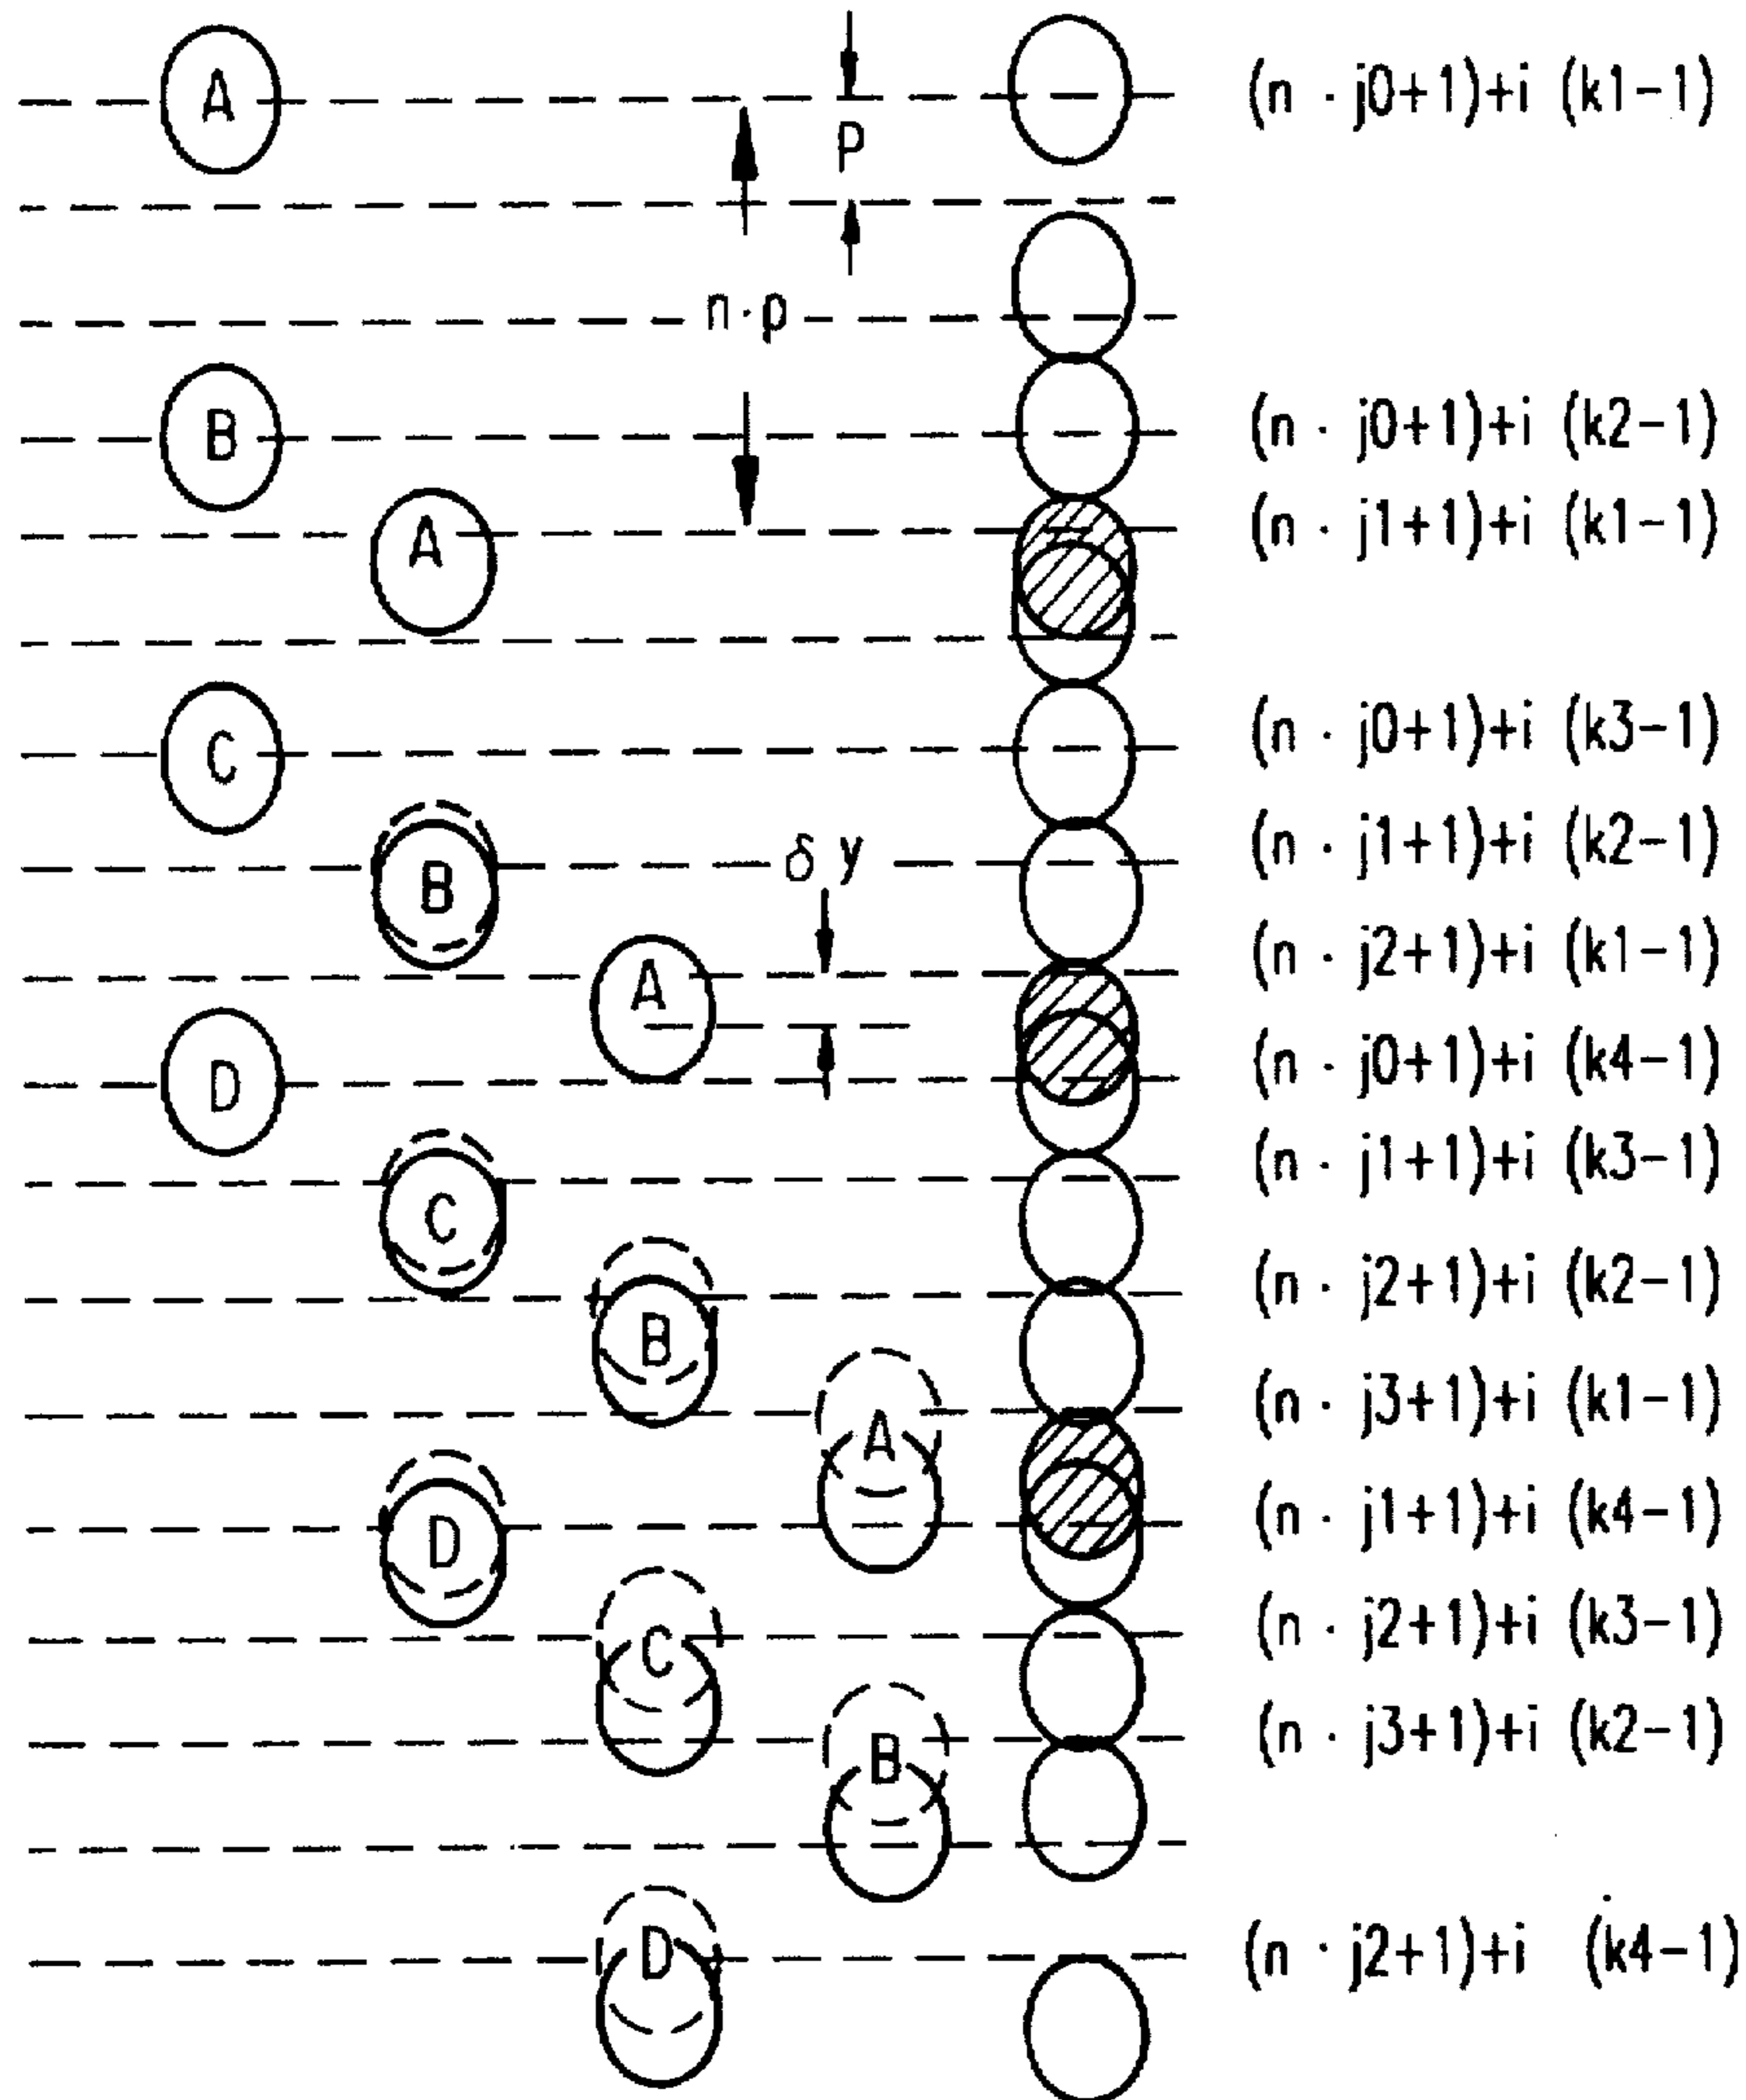 A (n · j0+1)+i (k1-1)
P
n·p
B (n · j0+1)+i (k2-1)
A (n · j1+1)+i (k1-1)
C (n · j0+1)+i (k3-1)
B δ y (n · j1+1)+i (k2-1)
A (n · j2+1)+i (k1-1)
D (n · j0+1)+i (k4-1)
C (n · j1+1)+i (k3-1)
B (n · j2+1)+i (k2-1)
A (n · j3+1)+i (k1-1)
D (n · j1+1)+i (k4-1)
C (n · j2+1)+i (k3-1)
B (n · j3+1)+i (k2-1)
D (n · j2+1)+i (k4-1)